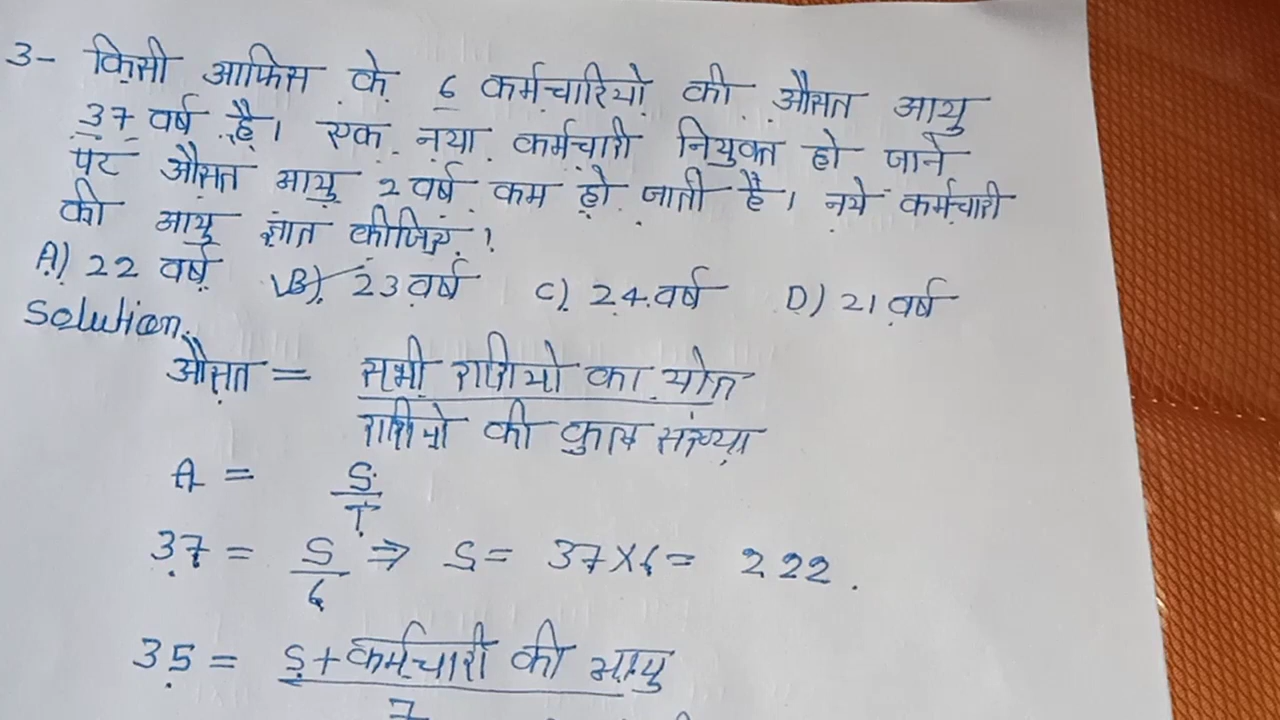 3- किसी आफिस के 6 कर्मचारियो की औसत आयु
37 वर्ष है। एक नया कर्मचारी नियुक्त हो जाने
पर औसत आयु 2 वर्ष कम हो जाती है। नये कर्मचारी
की आयु ज्ञात कीजिए?
A) 22 वर्ष B) 23 वर्ष C) 24 वर्ष D) 21 वर्ष
Solution.
औसत = सभी राशियो का योग
राशियो की कुल संख्या
A = S
T
37 = S ⇒ S = 37×6 = 222.
6
35 = S+कर्मचारी की आयु
7